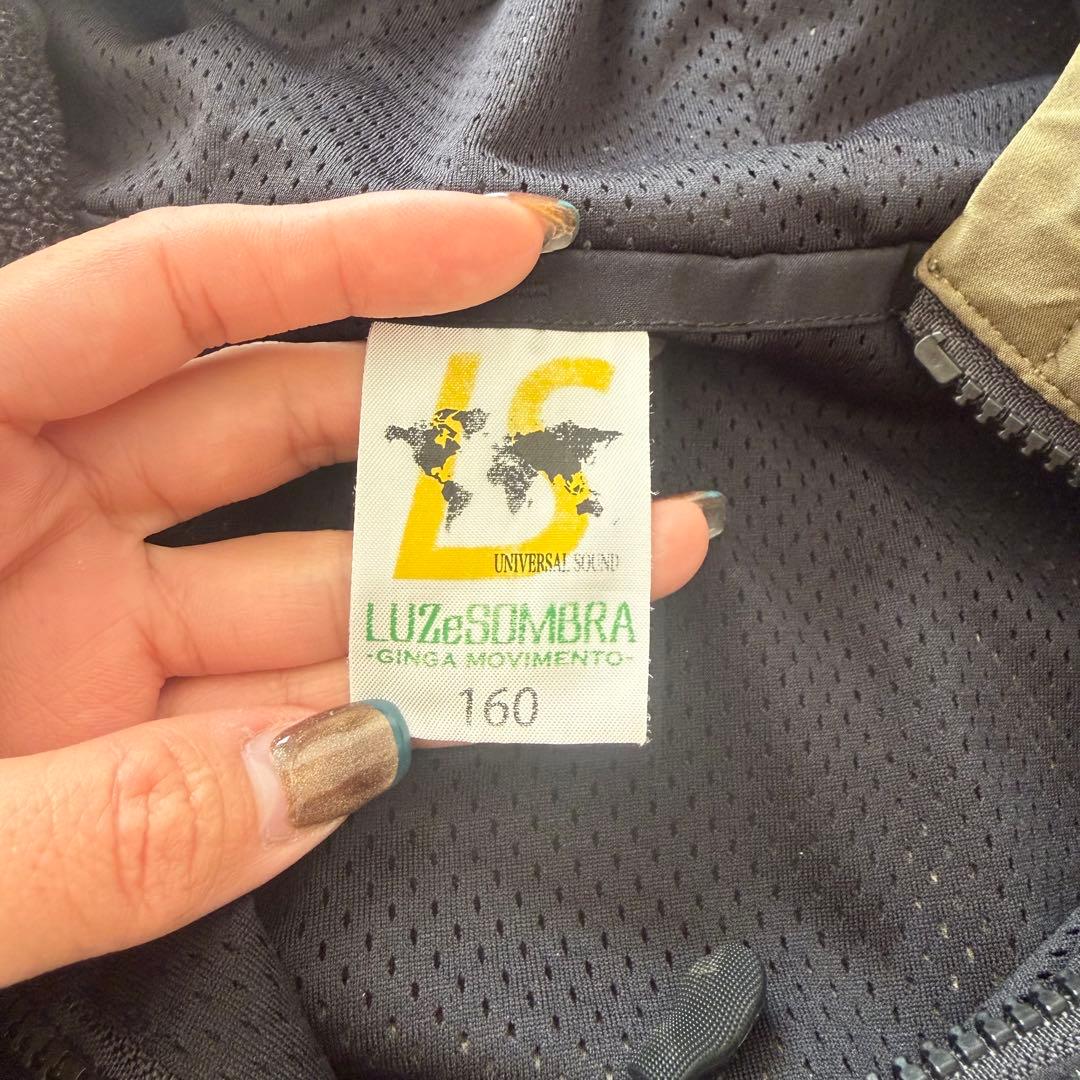 LS
UNIVERSAL SOUND
LUZeSOMBRA
-GINGA MOVIMENTO-
160